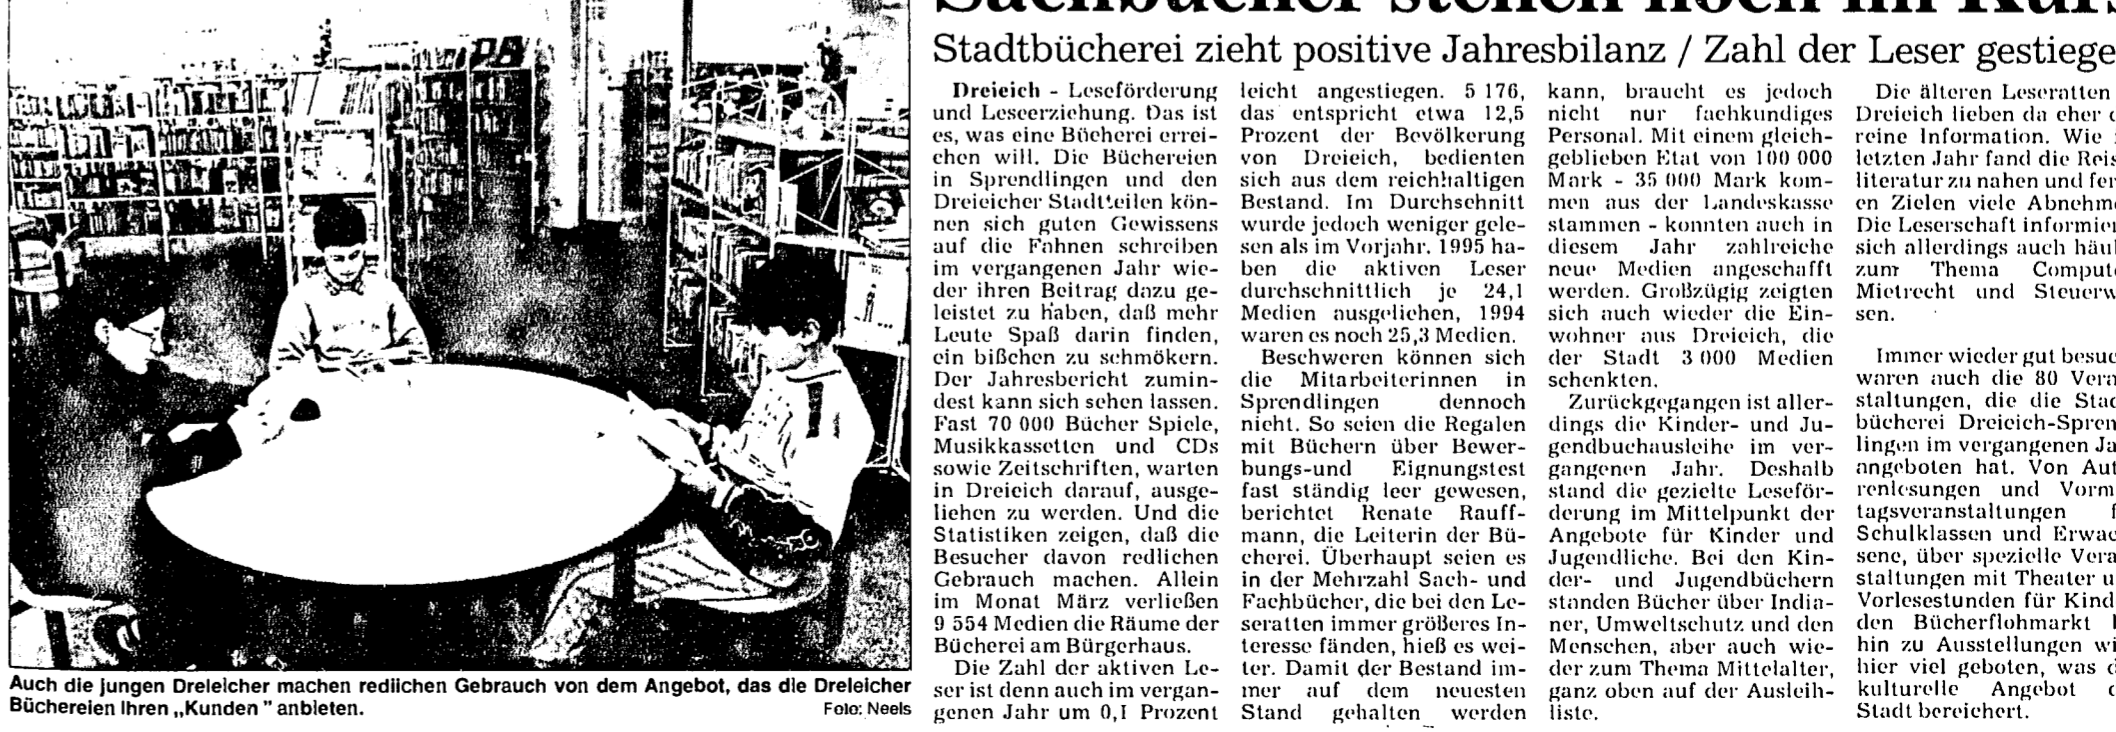 Sachbücher stehen hoch im Kurs
Stadtbücherei zieht positive Jahresbilanz / Zahl der Leser gestiege
Dreieich - Leseförderung
und Leseerziehung. Das ist
es, was eine Bücherei errei-
chen will. Die Büchereien
in Sprendlingen und den
Dreieicher Stadtteilen kön-
nen sich guten Gewissens
auf die Fahnen schreiben
im vergangenen Jahr wie-
der ihren Beitrag dazu ge-
leistet zu haben, daß mehr
Leute Spaß darin finden,
ein bißchen zu schmökern.
Der Jahresbericht zumin-
dest kann sich sehen lassen.
Fast 70 000 Bücher Spiele,
Musikkassetten und CDs
sowie Zeitschriften, warten
in Dreieich darauf, ausge-
liehen zu werden. Und die
Statistiken zeigen, daß die
Besucher davon redlichen
Gebrauch machen. Allein
im Monat März verließen
9 554 Medien die Räume der
Bücherei am Bürgerhaus.
Die Zahl der aktiven Le-
ser ist denn auch im vergan-
genen Jahr um 0,1 Prozent
leicht angestiegen. 5 176,
das entspricht etwa 12,5
Prozent der Bevölkerung
von Dreieich, bedienten
sich aus dem reichhaltigen
Bestand. Im Durchschnitt
wurde jedoch weniger gele-
sen als im Vorjahr. 1995 ha-
ben die aktiven Leser
durchschnittlich je 24,1
Medien ausgeliehen, 1994
waren es noch 25,3 Medien.
Beschweren können sich
die Mitarbeiterinnen in
Sprendlingen dennoch
nicht. So seien die Regalen
mit Büchern über Bewer-
bungs-und Eignungstest
fast ständig leer gewesen,
berichtet Renate Rauff-
mann, die Leiterin der Bü-
cherei. Überhaupt seien es
in der Mehrzahl Sach- und
Fachbücher, die bei den Le-
seratten immer größeres In-
teresse fänden, hieß es wei-
ter. Damit der Bestand im-
mer auf dem neuesten
Stand gehalten werden
kann, braucht es jedoch
nicht nur fachkundiges
Personal. Mit einem gleich-
geblieben Etat von 100 000
Mark - 35 000 Mark kom-
men aus der Landeskasse
stammen - konnten auch in
diesem Jahr zahlreiche
neue Medien angeschafft
werden. Großzügig zeigten
sich auch wieder die Ein-
wohner aus Dreieich, die
der Stadt 3 000 Medien
schenkten.
Zurückgegangen ist aller-
dings die Kinder- und Ju-
gendbuchausleihe im ver-
gangenen Jahr. Deshalb
stand die gezielte Leseför-
derung im Mittelpunkt der
Angebote für Kinder und
Jugendliche. Bei den Kin-
der- und Jugendbüchern
standen Bücher über India-
ner, Umweltschutz und den
Menschen, aber auch wie-
der zum Thema Mittelalter,
ganz oben auf der Ausleih-
liste.
Die älteren Leseratten
Dreieich lieben da eher
reine Information. Wie
letzten Jahr fand die Reis
literatur zu nahen und fer
en Zielen viele Abnehme
Die Leserschaft informier
sich allerdings auch häu
zum Thema Compute
Mietrecht und Steuerw
sen.
Immer wieder gut besuc
waren auch die 80 Vera
staltungen, die die Stad
bücherei Dreieich-Spren
lingen im vergangenen Ja
angeboten hat. Von Aut
renlesungen und Vormi
tagsveranstaltungen f
Schulklassen und Erwac
sene, über spezielle Vera
staltungen mit Theater u
Vorlesestunden für Kind
den Bücherflohmarkt b
hin zu Ausstellungen wi
hier viel geboten, was d
kulturelle Angebot d
Stadt bereichert.
Auch die jungen Dreieicher machen redlichen Gebrauch von dem Angebot, das die Dreieicher
Büchereien Ihren „Kunden" anbieten.
Foto: Neels